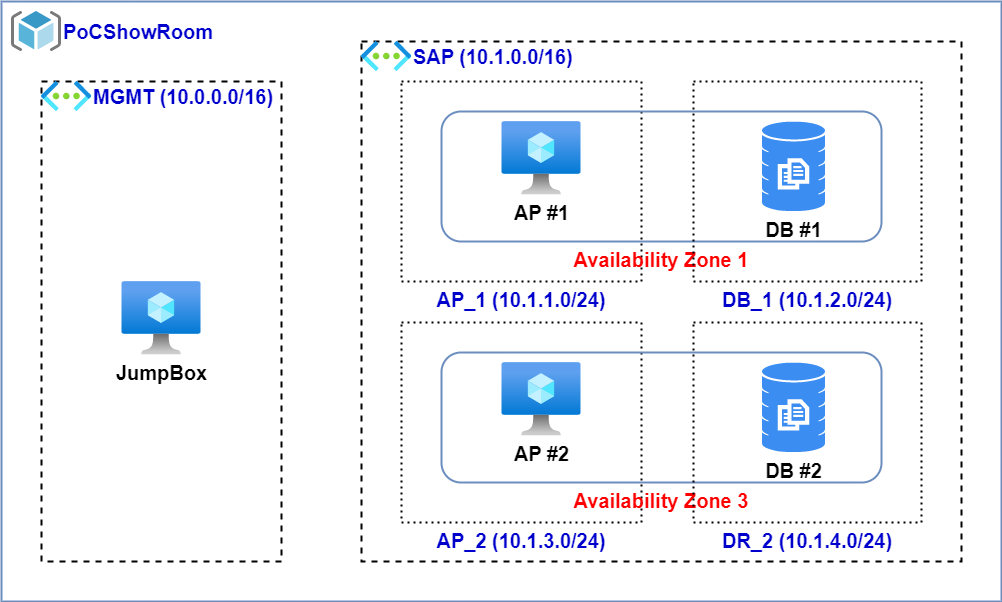 PoCShowRoom
MGMT (10.0.0.0/16)
JumpBox
SAP (10.1.0.0/16)
AP #1
DB #1
Availability Zone 1
AP_1 (10.1.1.0/24)
DB_1 (10.1.2.0/24)
AP #2
DB #2
Availability Zone 3
AP_2 (10.1.3.0/24)
DR_2 (10.1.4.0/24)